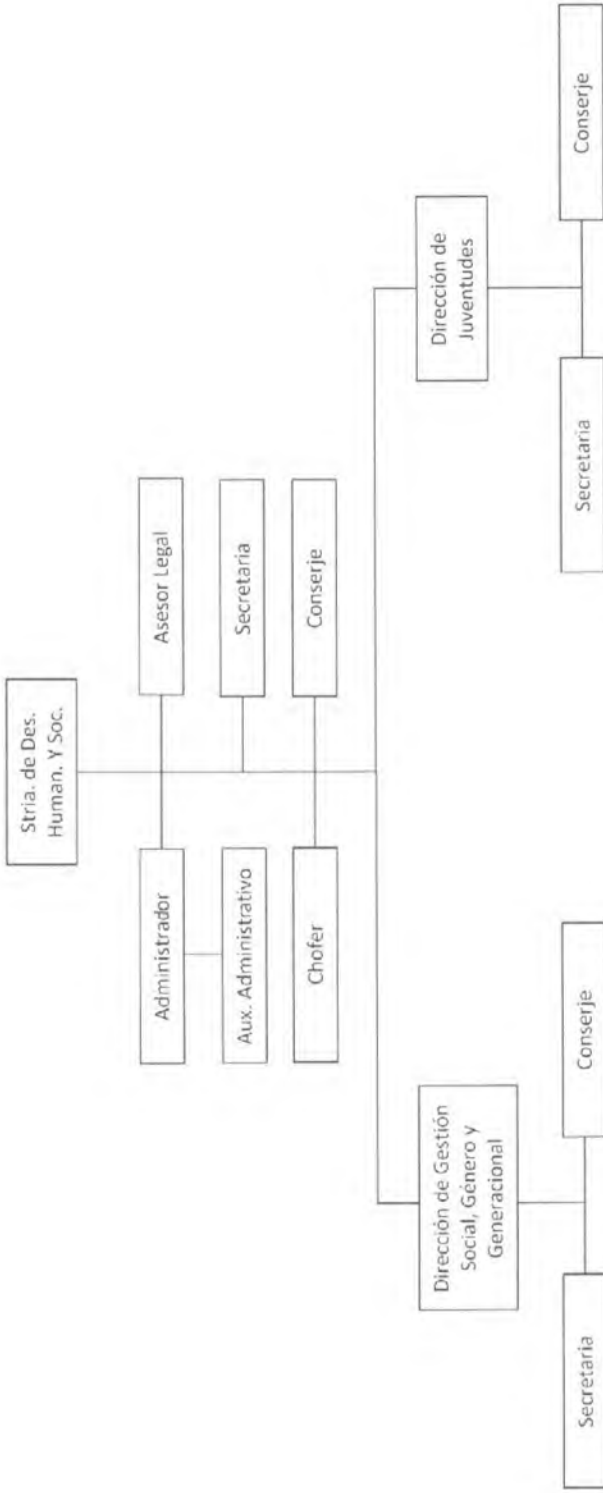 Stria. de Des.
Human. Y Soc.
Administrador
Asesor Legal
Aux. Administrativo
Secretaria
Chofer
Conserje
Dirección de Gestión
Social, Género y
Generacional
Dirección de
Juventudes
Secretaria
Conserje
Secretaria
Conserje